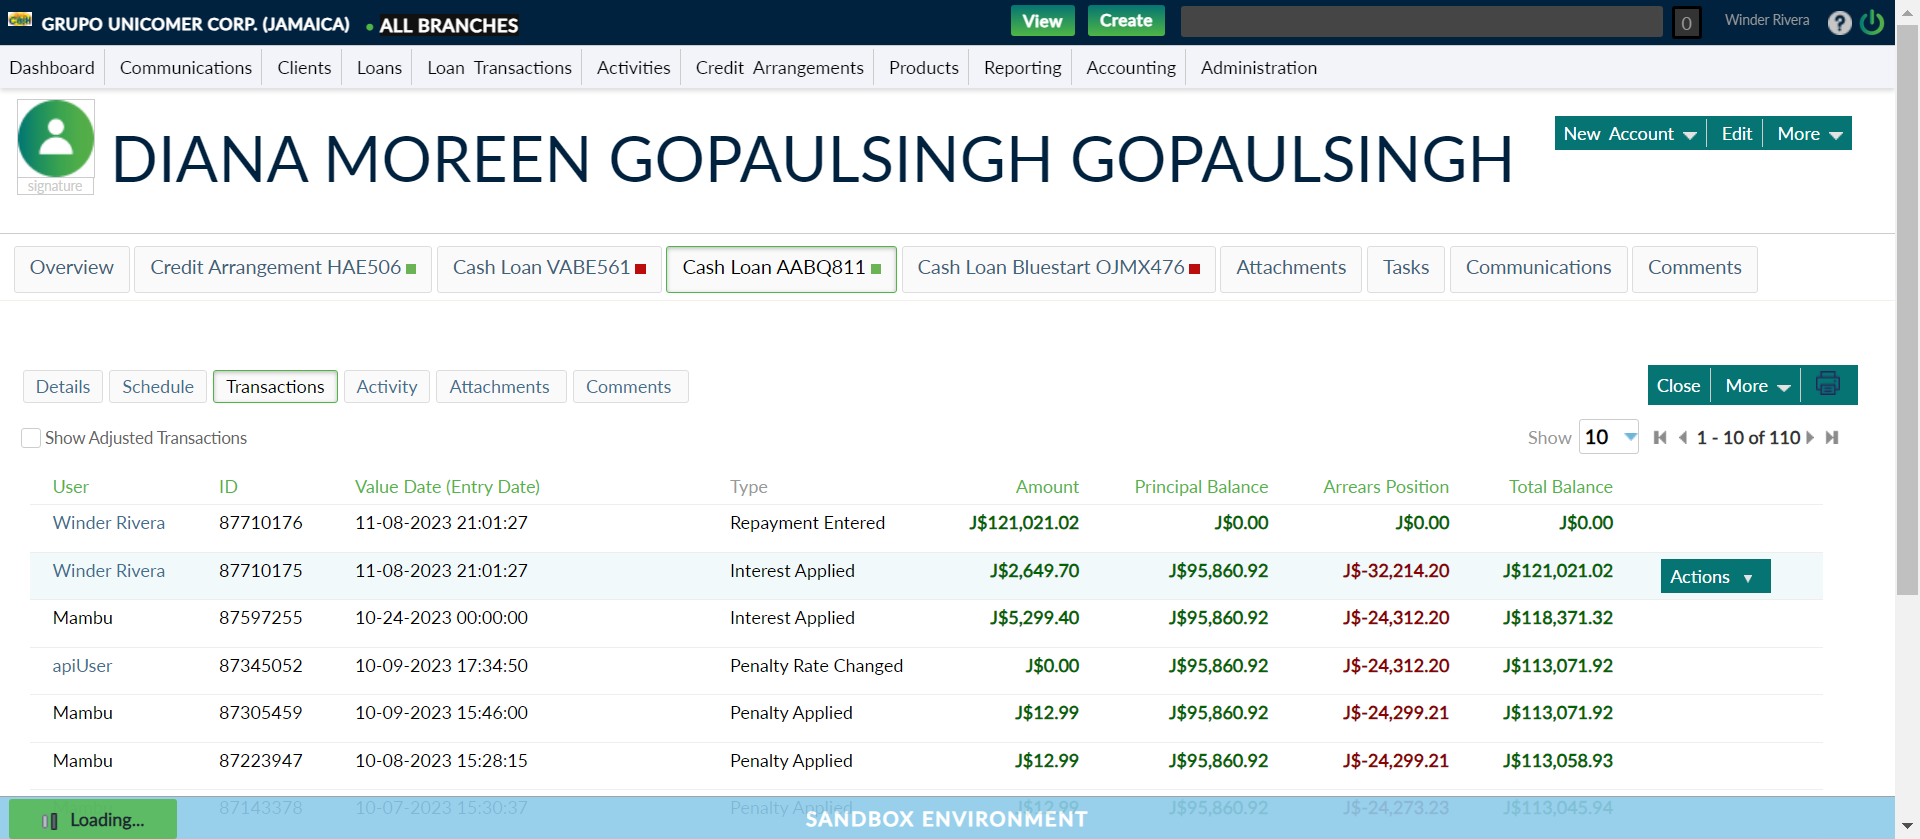 Cash GRUPO UNICOMER CORP. (JAMAICA) ALL BRANCHES View Create 0 Winder Rivera ?
Dashboard Communications Clients Loans Loan Transactions Activities Credit Arrangements Products Reporting Accounting Administration
signature DIANA MOREEN GOPAULSINGH GOPAULSINGH New Account Edit More
Overview Credit Arrangement HAE506 Cash Loan VABE561 Cash Loan AABQ811 Cash Loan Bluestart OJMX476 Attachments Tasks Communications Comments
Details Schedule Transactions Activity Attachments Comments Close More
Show Adjusted Transactions Show 10 1 - 10 of 110
User ID Value Date (Entry Date) Type Amount Principal Balance Arrears Position Total Balance
Winder Rivera 87710176 11-08-2023 21:01:27 Repayment Entered J$121,021.02 J$0.00 J$0.00 J$0.00
Winder Rivera 87710175 11-08-2023 21:01:27 Interest Applied J$2,649.70 J$95,860.92 J$-32,214.20 J$121,021.02 Actions
Mambu 87597255 10-24-2023 00:00:00 Interest Applied J$5,299.40 J$95,860.92 J$-24,312.20 J$118,371.32
apiUser 87345052 10-09-2023 17:34:50 Penalty Rate Changed J$0.00 J$95,860.92 J$-24,312.20 J$113,071.92
Mambu 87305459 10-09-2023 15:46:00 Penalty Applied J$12.99 J$95,860.92 J$-24,299.21 J$113,071.92
Mambu 87223947 10-08-2023 15:28:15 Penalty Applied J$12.99 J$95,860.92 J$-24,299.21 J$113,058.93
Mambu 87143378 10-07-2023 15:30:37 Penalty Applied J$12.99 J$95,860.92 J$-24,273.23 J$113,045.94
Loading... SANDBOX ENVIRONMENT